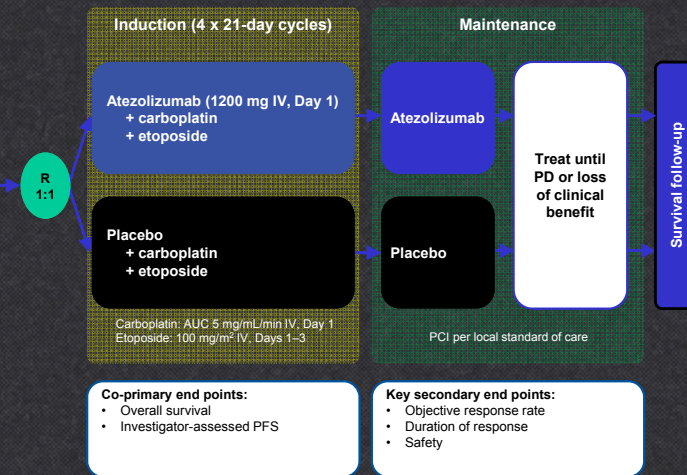 Induction (4 x 21-day cycles)
Maintenance
Atezolizumab (1200 mg IV, Day 1)
+ carboplatin
+ etoposide
Atezolizumab
R
1:1
Treat until
PD or loss
of clinical
benefit
Survival follow-up
Placebo
+ carboplatin
+ etoposide
Placebo
Carboplatin: AUC 5 mg/mL/min IV, Day 1
Etoposide: 100 mg/m² IV, Days 1–3
PCI per local standard of care
Co-primary end points:
• Overall survival
• Investigator-assessed PFS
Key secondary end points:
• Objective response rate
• Duration of response
• Safety